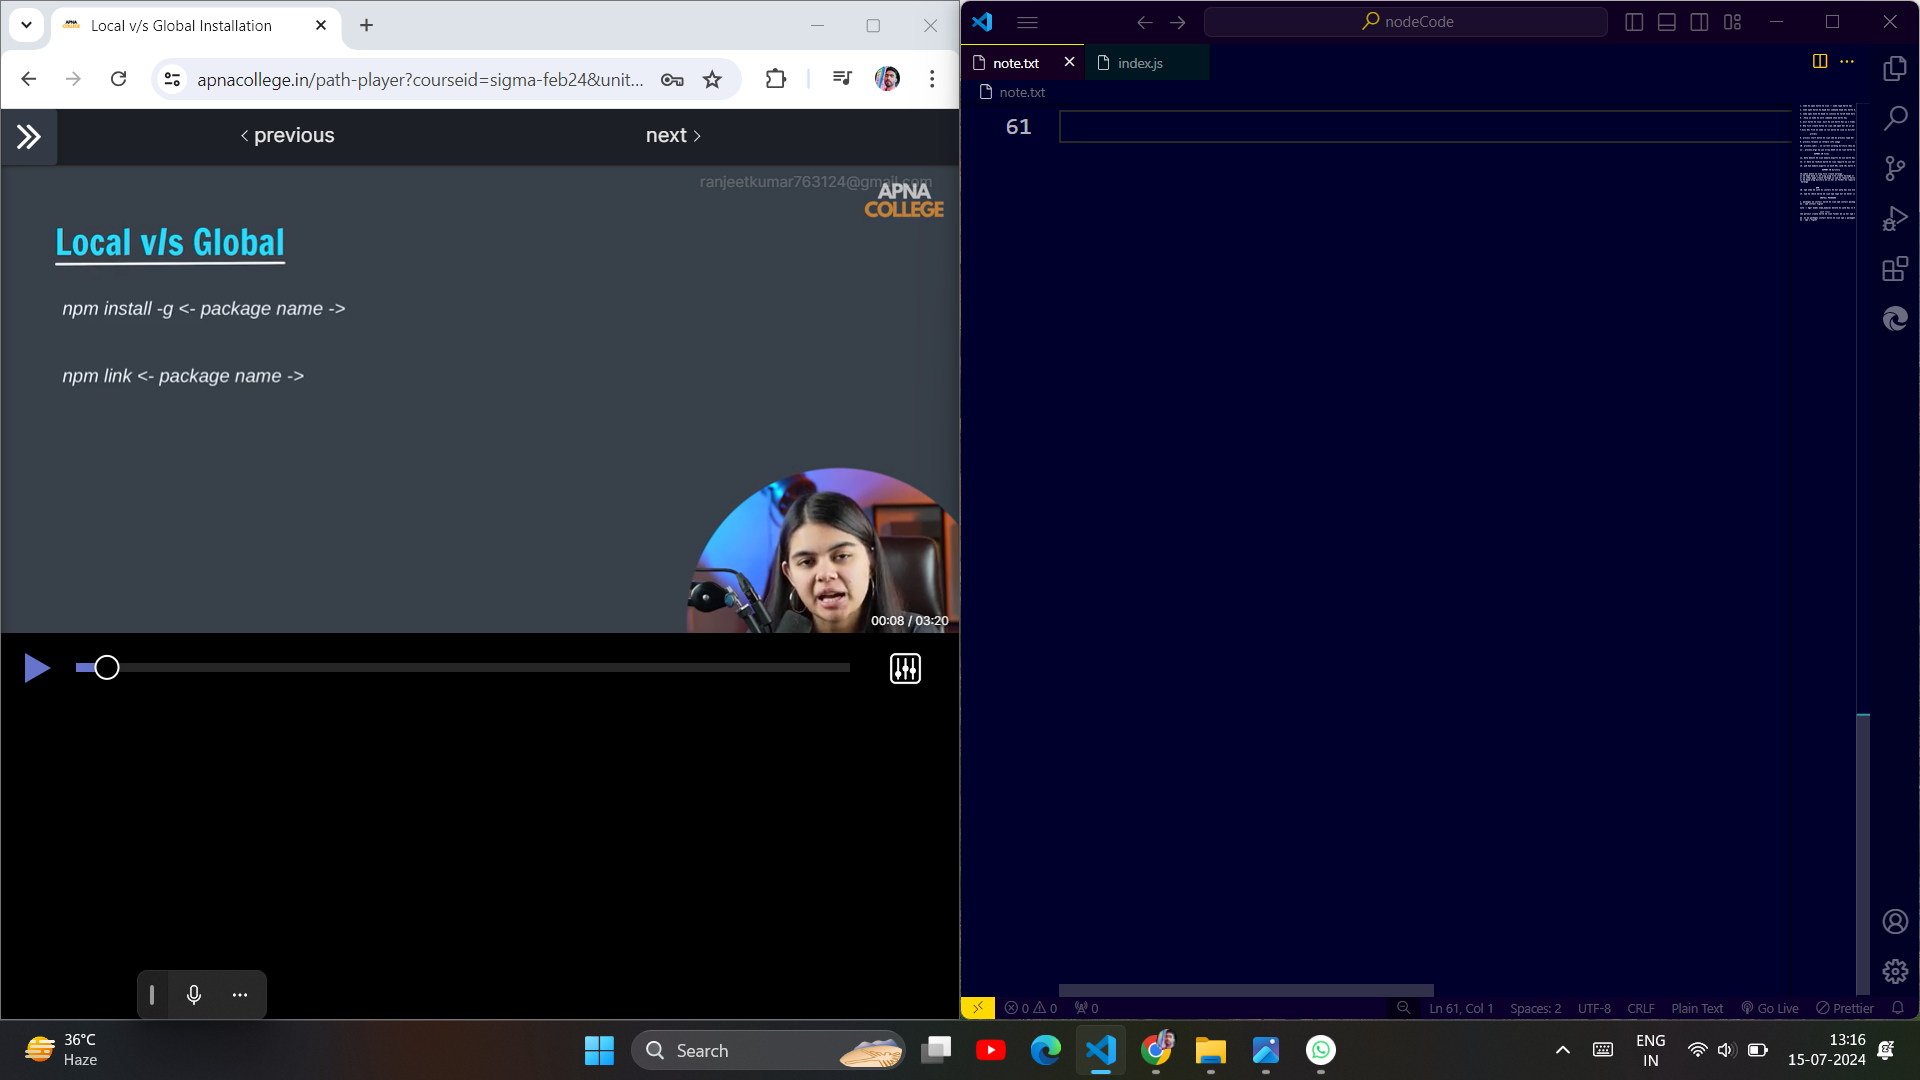 Local v/s Global Installation
apnacollege.in/path-player?courseid=sigma-feb24&unit...
previous
next
ranjeetkumar763124@gmail.com
APNA
COLLEGE
Local v/s Global
npm install -g <- package name ->
npm link <- package name ->
00:08 / 03:20
nodeCode
note.txt
index.js
note.txt
61
0 0 0
Ln 61, Col 1
Spaces: 2
UTF-8
CRLF
Plain Text
Go Live
Prettier
36°C
Haze
Search
ENG
IN
13:16
15-07-2024